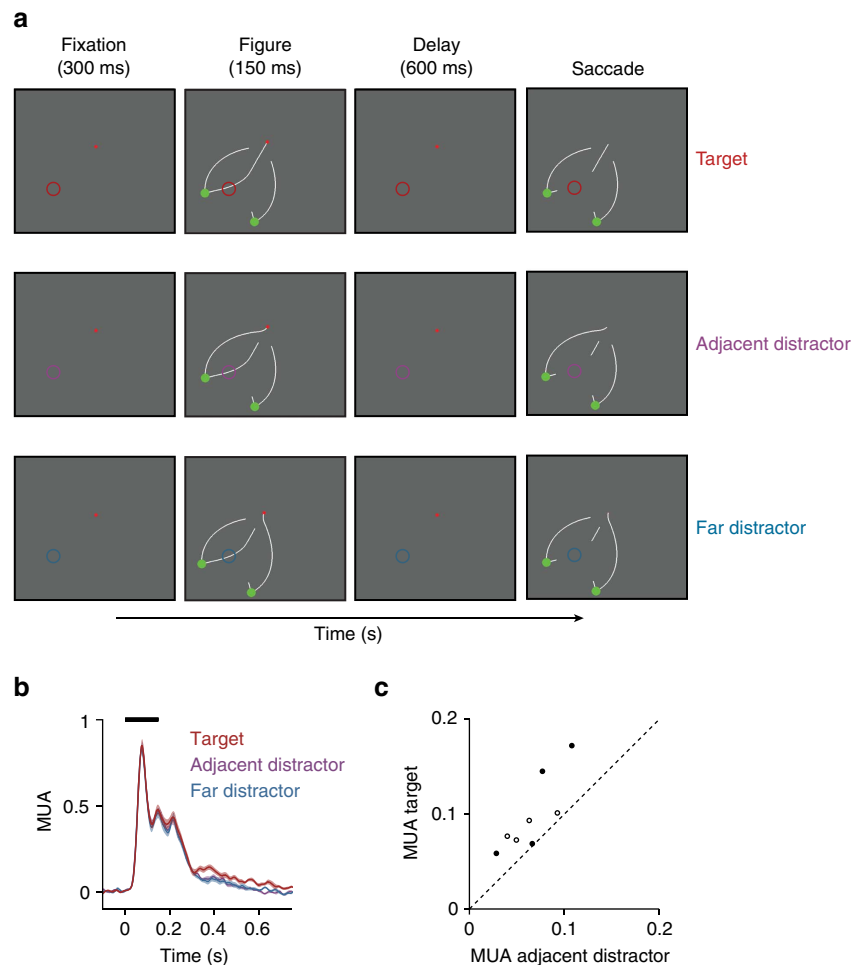 a
Fixation
(300 ms)
Figure
(150 ms)
Delay
(600 ms)
Saccade
Target
Adjacent distractor
Far distractor
Time (s)
b
1
0.5
0
MUA
Target
Adjacent distractor
Far distractor
0
0.2
0.4
0.6
Time (s)
c
0.2
0.1
0
MUA target
0
0.1
0.2
MUA adjacent distractor